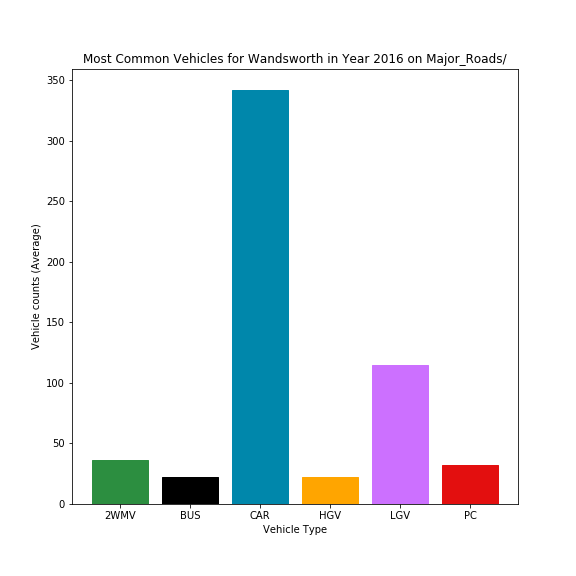 Most Common Vehicles for Wandsworth in Year 2016 on Major_Roads/
350
300
250
200
150
100
50
0
Vehicle counts (Average)
2WMV BUS CAR HGV LGV PC
Vehicle Type